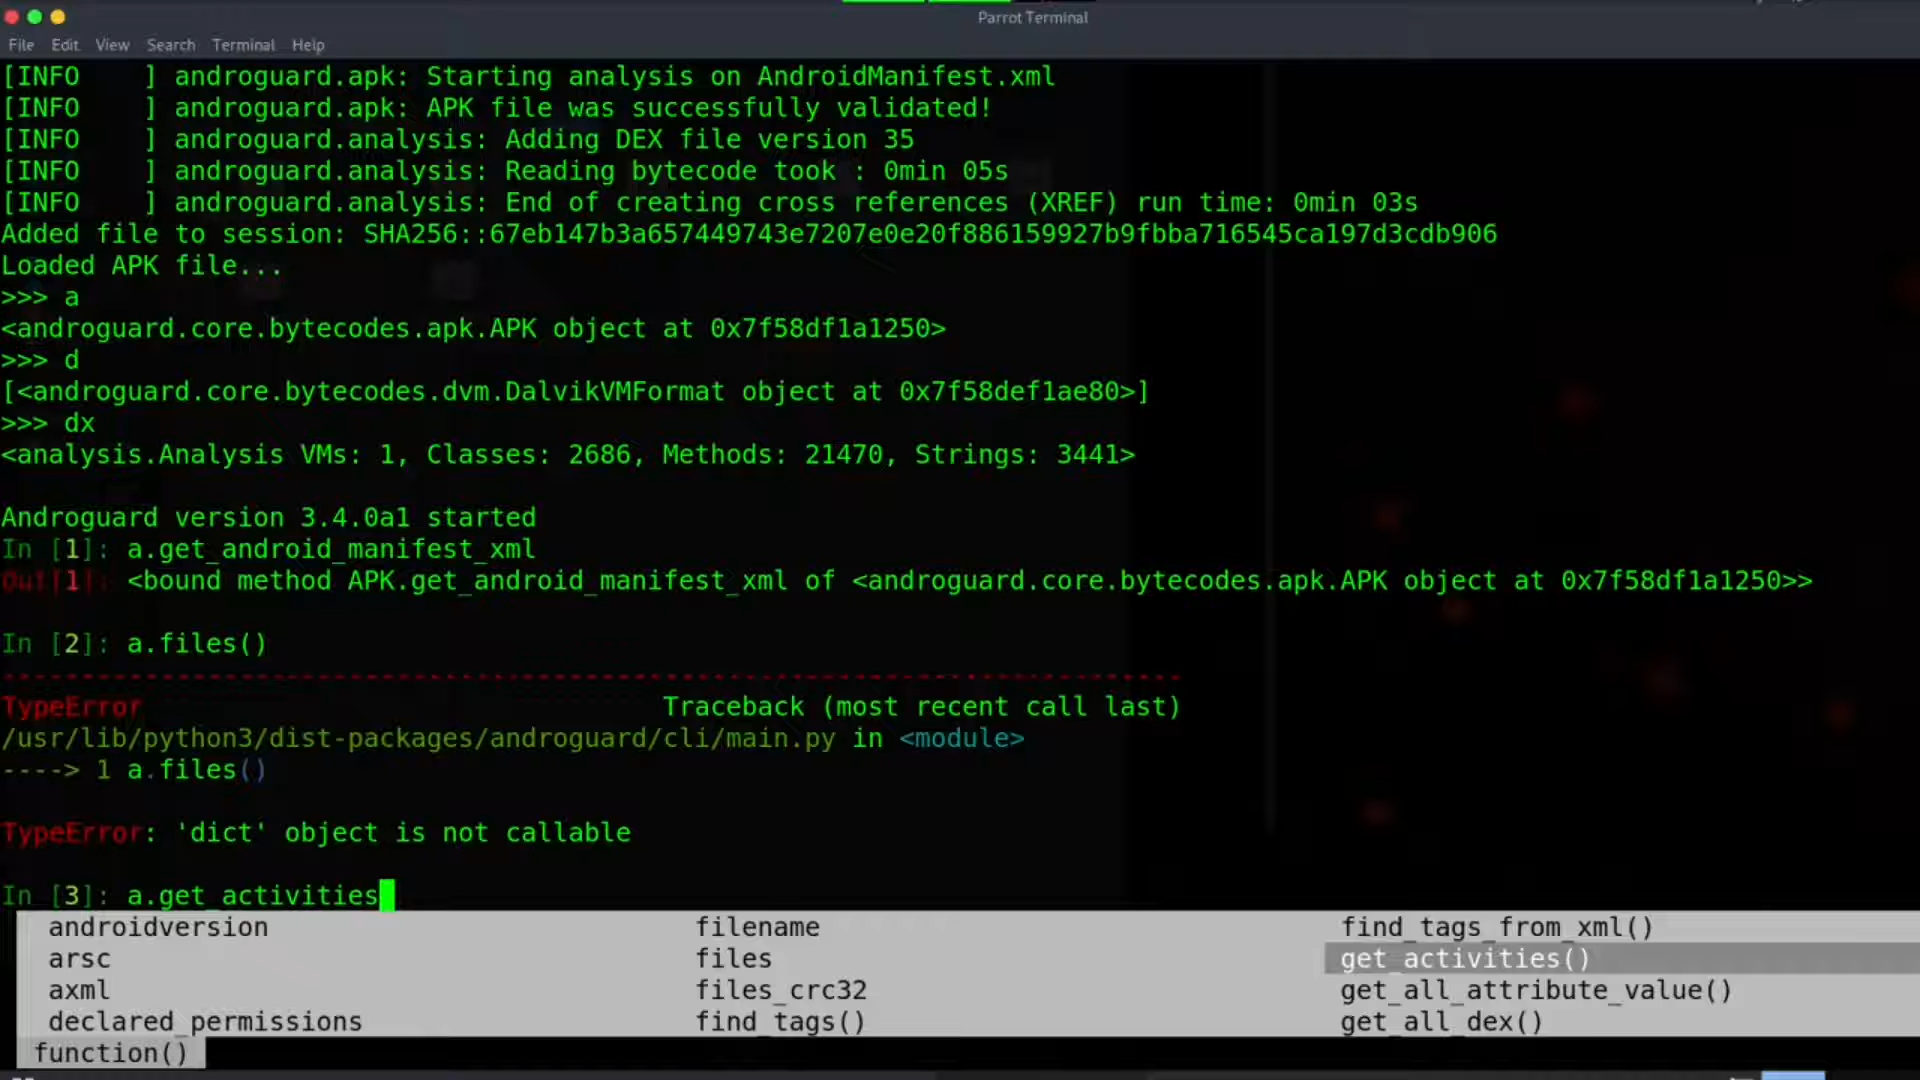 Parrot Terminal
File Edit View Search Terminal Help
[INFO    ] androguard.apk: Starting analysis on AndroidManifest.xml
[INFO    ] androguard.apk: APK file was successfully validated!
[INFO    ] androguard.analysis: Adding DEX file version 35
[INFO    ] androguard.analysis: Reading bytecode took : 0min 05s
[INFO    ] androguard.analysis: End of creating cross references (XREF) run time: 0min 03s
Added file to session: SHA256::67eb147b3a657449743e7207e0e20f886159927b9fbba716545ca197d3cdb906
Loaded APK file...
>>> a
<androguard.core.bytecodes.apk.APK object at 0x7f58df1a1250>
>>> d
[<androguard.core.bytecodes.dvm.DalvikVMFormat object at 0x7f58def1ae80>]
>>> dx
<analysis.Analysis VMs: 1, Classes: 2686, Methods: 21470, Strings: 3441>
Androguard version 3.4.0a1 started
In [1]: a.get_android_manifest_xml
Out[1]: <bound method APK.get_android_manifest_xml of <androguard.core.bytecodes.apk.APK object at 0x7f58df1a1250>>
In [2]: a.files()
---------------------------------------------------------------------------
TypeError                                 Traceback (most recent call last)
/usr/lib/python3/dist-packages/androguard/cli/main.py in <module>
----> 1 a.files()
TypeError: 'dict' object is not callable
In [3]: a.get_activities
androidversion filename find_tags_from_xml()
arsc files get_activities()
axml files_crc32 get_all_attribute_value()
declared_permissions find_tags() get_all_dex()
function()